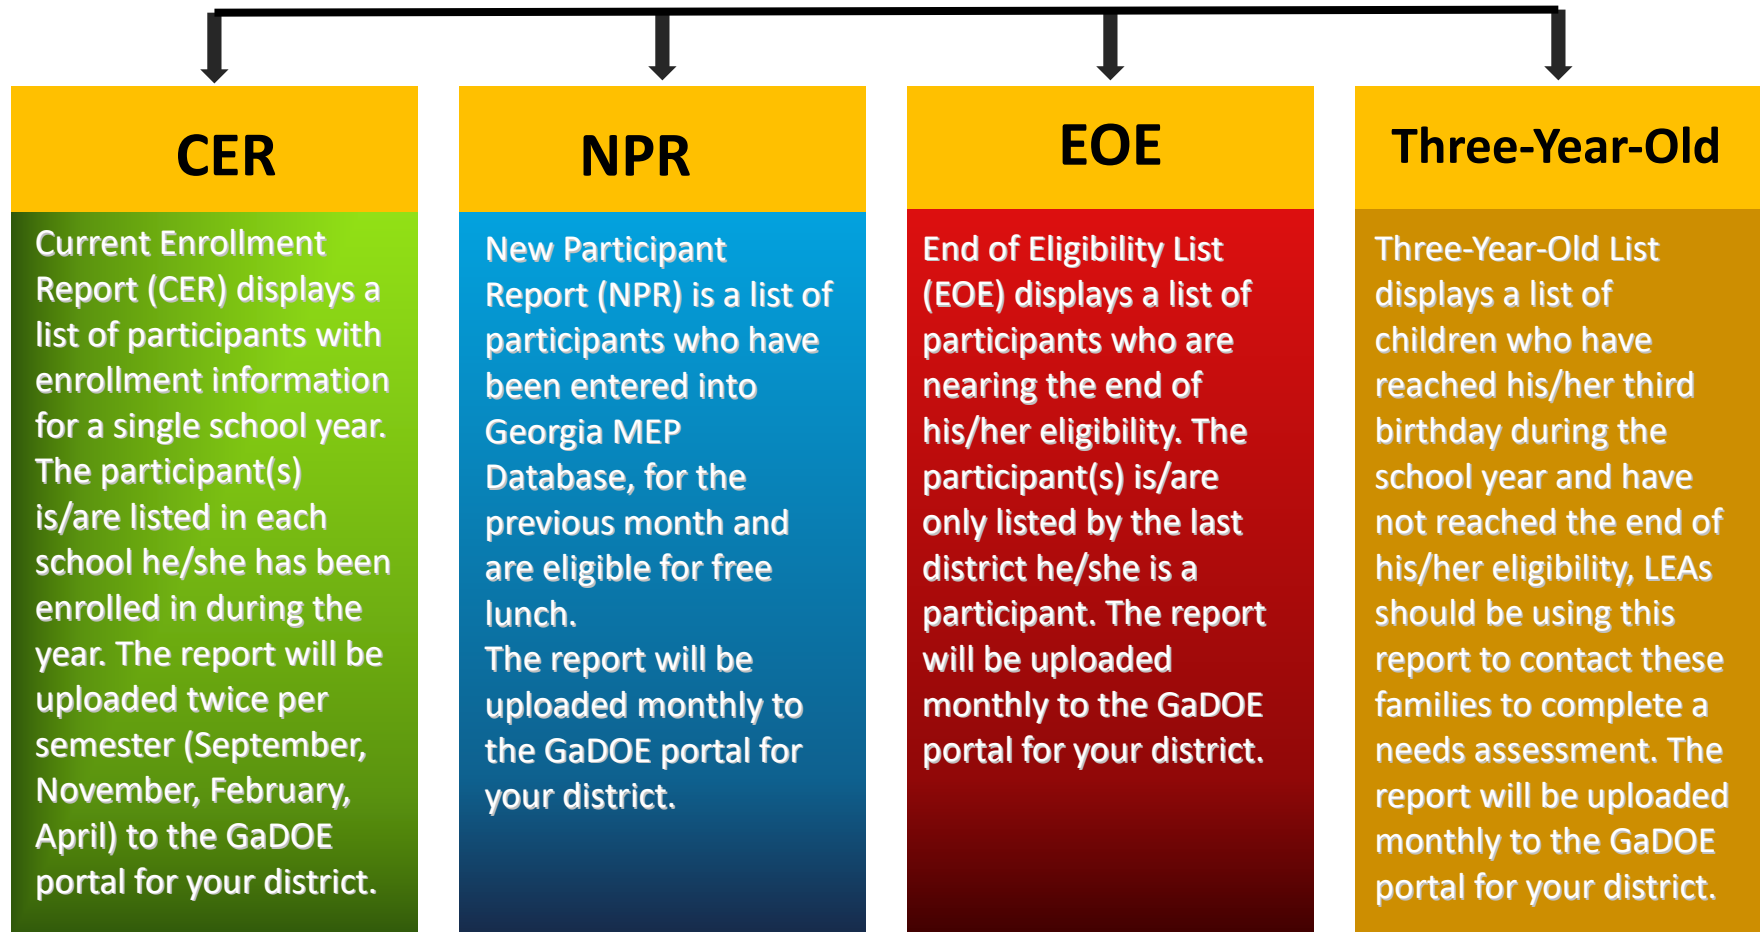 CER
Current Enrollment
Report (CER) displays a
list of participants with
enrollment information
for a single school year.
The participant(s)
is/are listed in each
school he/she has been
enrolled in during the
year. The report will be
uploaded twice per
semester (September,
November, February,
April) to the GaDOE
portal for your district.
NPR
New Participant
Report (NPR) is a list of
participants who have
been entered into
Georgia MEP
Database, for the
previous month and
are eligible for free
lunch.
The report will be
uploaded monthly to
the GaDOE portal for
your district.
EOE
End of Eligibility List
(EOE) displays a list of
participants who are
nearing the end of
his/her eligibility. The
participant(s) is/are
only listed by the last
district he/she is a
participant. The report
will be uploaded
monthly to the GaDOE
portal for your district.
Three-Year-Old
Three-Year-Old List
displays a list of
children who have
reached his/her third
birthday during the
school year and have
not reached the end of
his/her eligibility, LEAs
should be using this
report to contact these
families to complete a
needs assessment. The
report will be uploaded
monthly to the GaDOE
portal for your district.